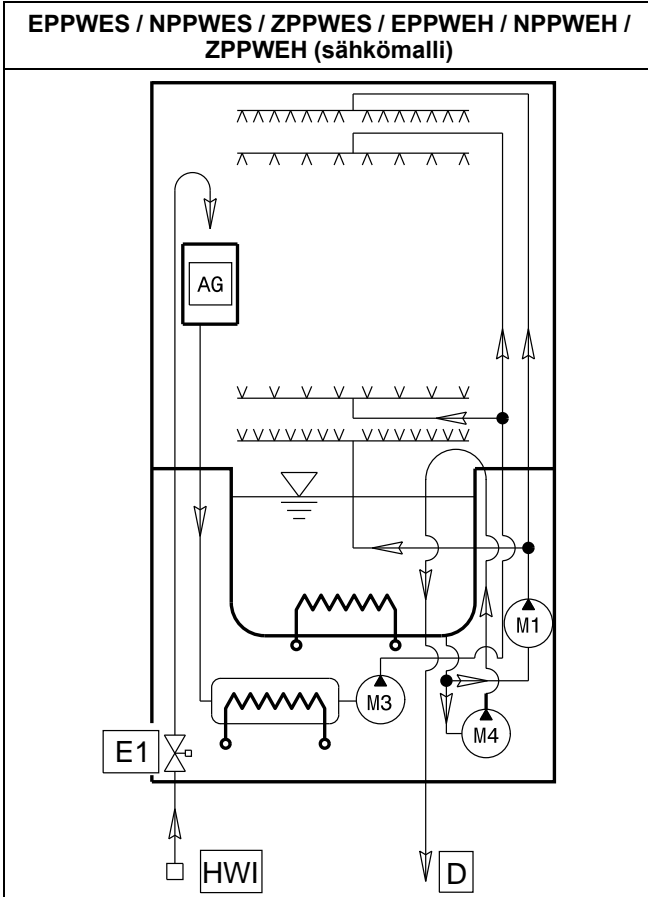 EPPWES / NPPWES / ZPPWES / EPPWEH / NPPWEH /
ZPPWEH (sähkömalli)
AG
M1
M3
M4
E1
HWI
D